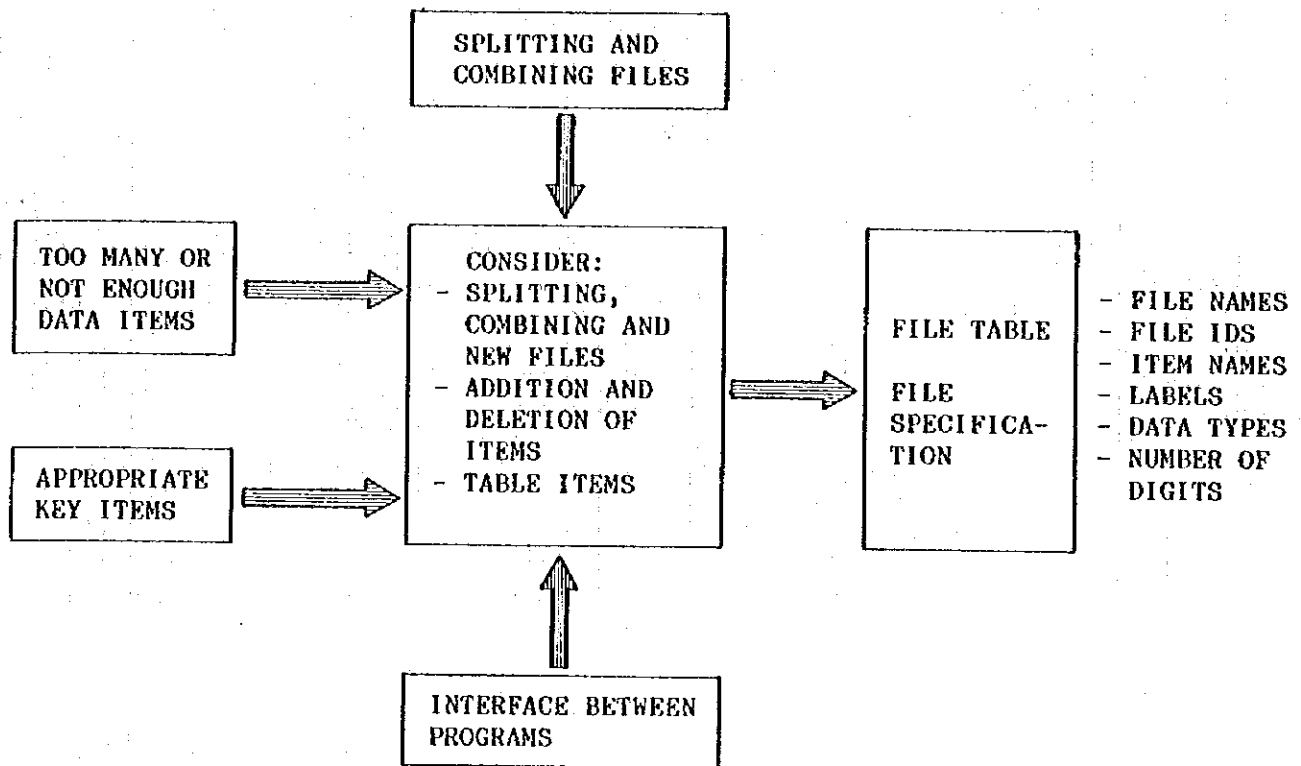 SPLITTING AND
COMBINING FILES
TOO MANY OR
NOT ENOUGH
DATA ITEMS
APPROPRIATE
KEY ITEMS
CONSIDER:
- SPLITTING,
COMBINING AND
NEW FILES
- ADDITION AND
DELETION OF
ITEMS
- TABLE ITEMS
INTERFACE BETWEEN
PROGRAMS
FILE TABLE
FILE
SPECIFICA-
TION
- FILE NAMES
- FILE IDS
- ITEM NAMES
- LABELS
- DATA TYPES
- NUMBER OF
DIGITS